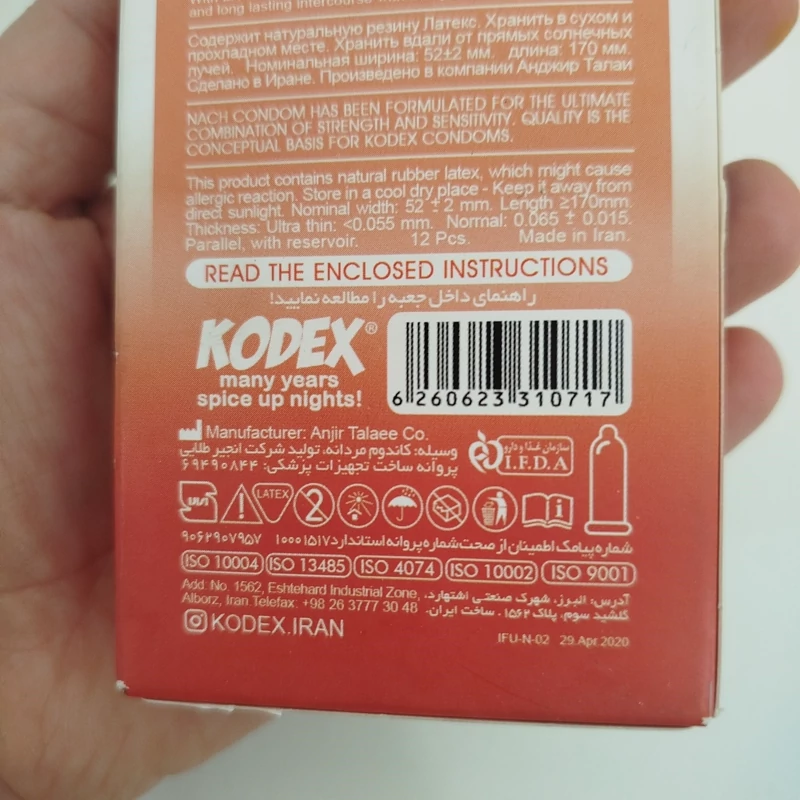 and long lasting intercourse
Содержит натуральную резину Латекс. Хранить в сухом и
прохладном месте. Хранить вдали от прямых солнечных
лучей. Номинальная ширина: 52±2 мм. длина: 170 мм.
Сделано в Иране. Произведено в компании Анджир Талаи
NACH CONDOM HAS BEEN FORMULATED FOR THE ULTIMATE
COMBINATION OF STRENGTH AND SENSITIVITY. QUALITY IS THE
CONCEPTUAL BASIS FOR KODEX CONDOMS.
This product contains natural rubber latex, which might cause
allergic reaction. Store in a cool dry place - Keep it away from
direct sunlight. Nominal width: 52 ± 2 mm. Length ≥170mm.
Thickness: Ultra thin: <0.055 mm. Normal: 0.065 ± 0.015.
Parallel, with reservoir. 12 Pcs. Made in Iran.
READ THE ENCLOSED INSTRUCTIONS
راهنمای داخل جعبه را مطالعه نمایید!
KODEX®
many years
spice up nights!
6 260623 310717
Manufacturer: Anjir Talaee Co.
وسیله: کاندوم مردانه، تولید شرکت انجیر طلایی
پروانه ساخت تجهیزات پزشکی: ۶۹۴۹۰۸۴۴
سازمان غذا و دارو
I.F.D.A
LATEX
شماره پیامک اطمینان از صحت شماره پروانه استاندارد ۱۰۰۰۱۵۱۷ ۹۰۶۲۹۰۷۹۵۷
ISO 10004 ISO 13485 ISO 4074 ISO 10002 ISO 9001
Add: No. 1562, Eshtehard Industrial Zone,
Alborz, Iran Telefax: +98 26 3777 30 48
آدرس: البرز، شهرک صنعتی اشتهارد،
گلشید سوم، پلاک ۱۵۶۲ . ساخت ایران.
KODEX.IRAN
IFU-N-02 29.Apr.2020